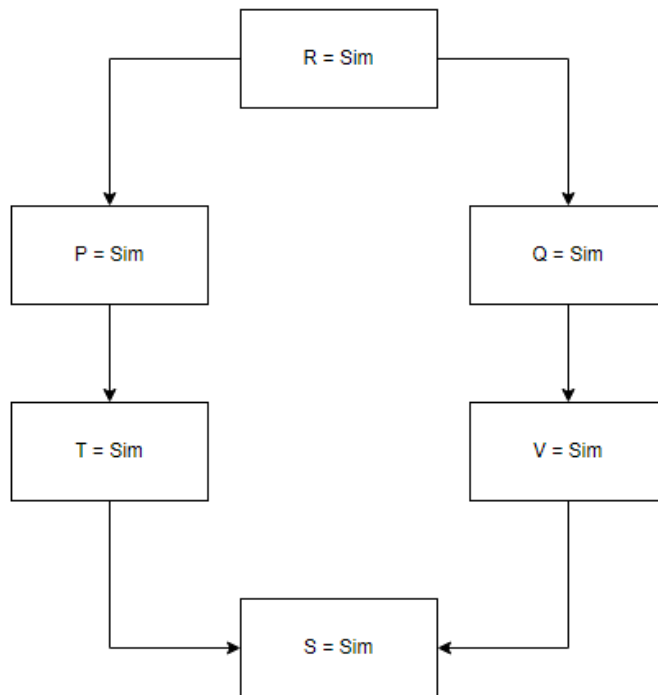 R = Sim
P = Sim
Q = Sim
T = Sim
V = Sim
S = Sim